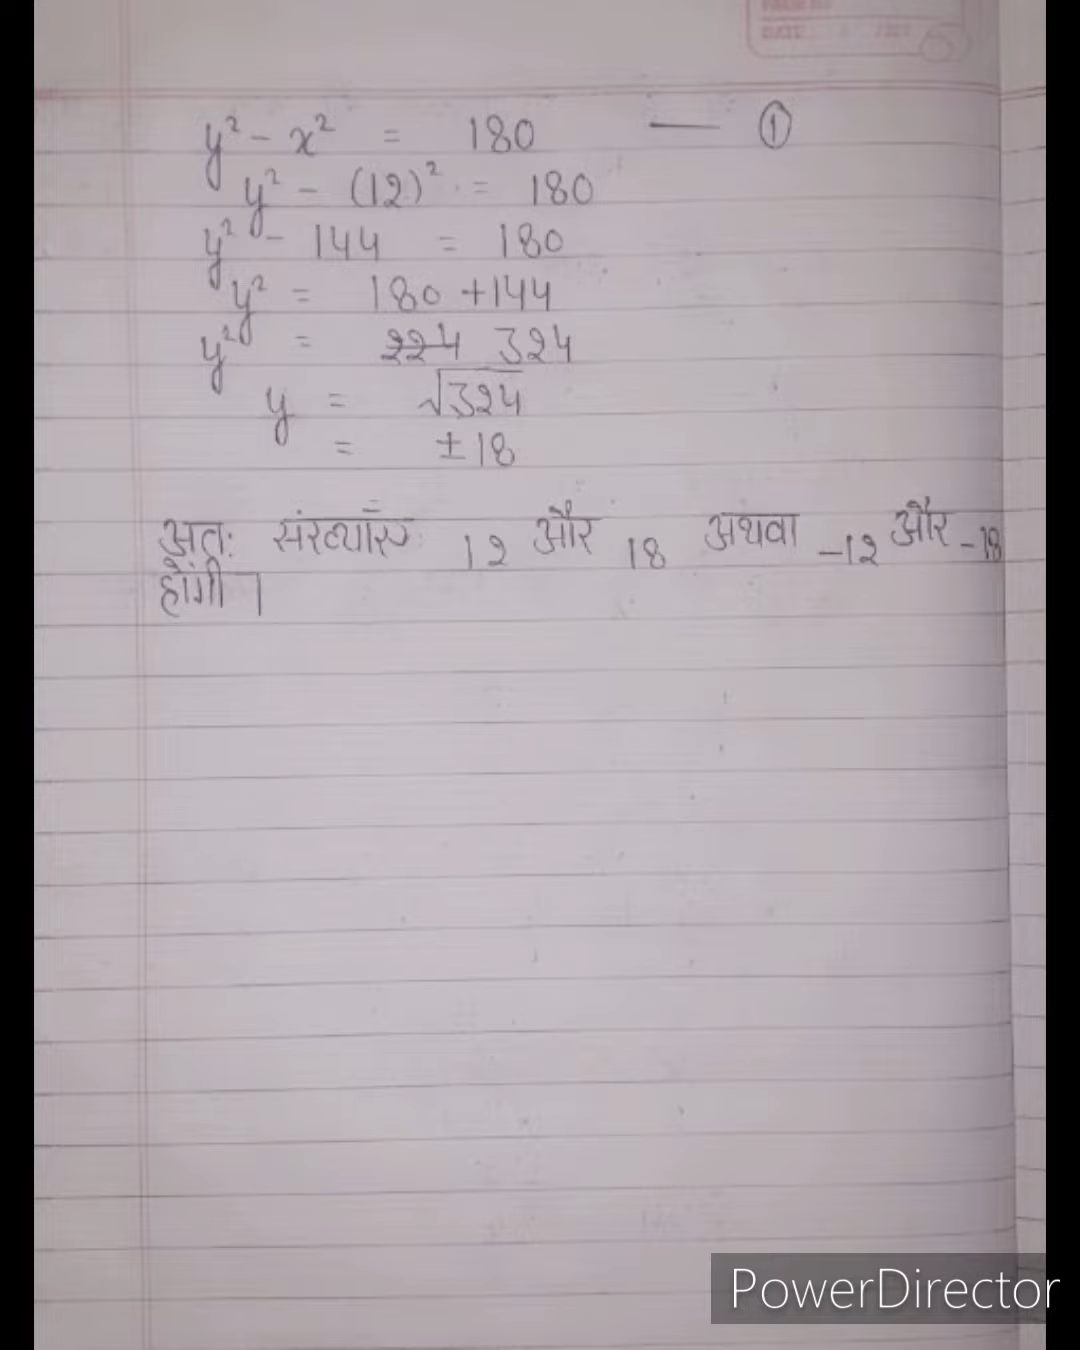 y² - x² = 180 — ①
y² - (12)² = 180
y² - 144 = 180
y² = 180 + 144
y² = 224 324
y = √324
= ± 18
अतः संख्याएँ 12 और 18 अथवा -12 और -18
होंगी ।
PowerDirector